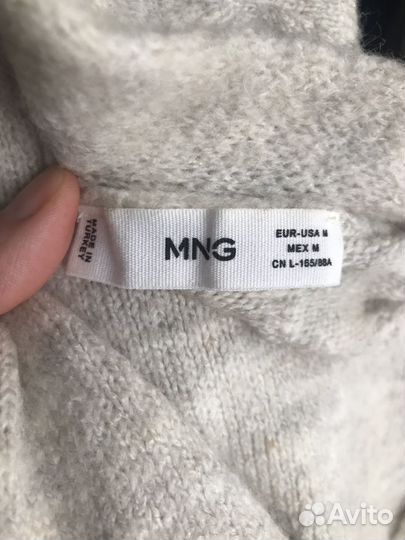 MADE IN
TURKEY
MNG
EUR-USA M
MEX M
CN L-165/88A
Avito